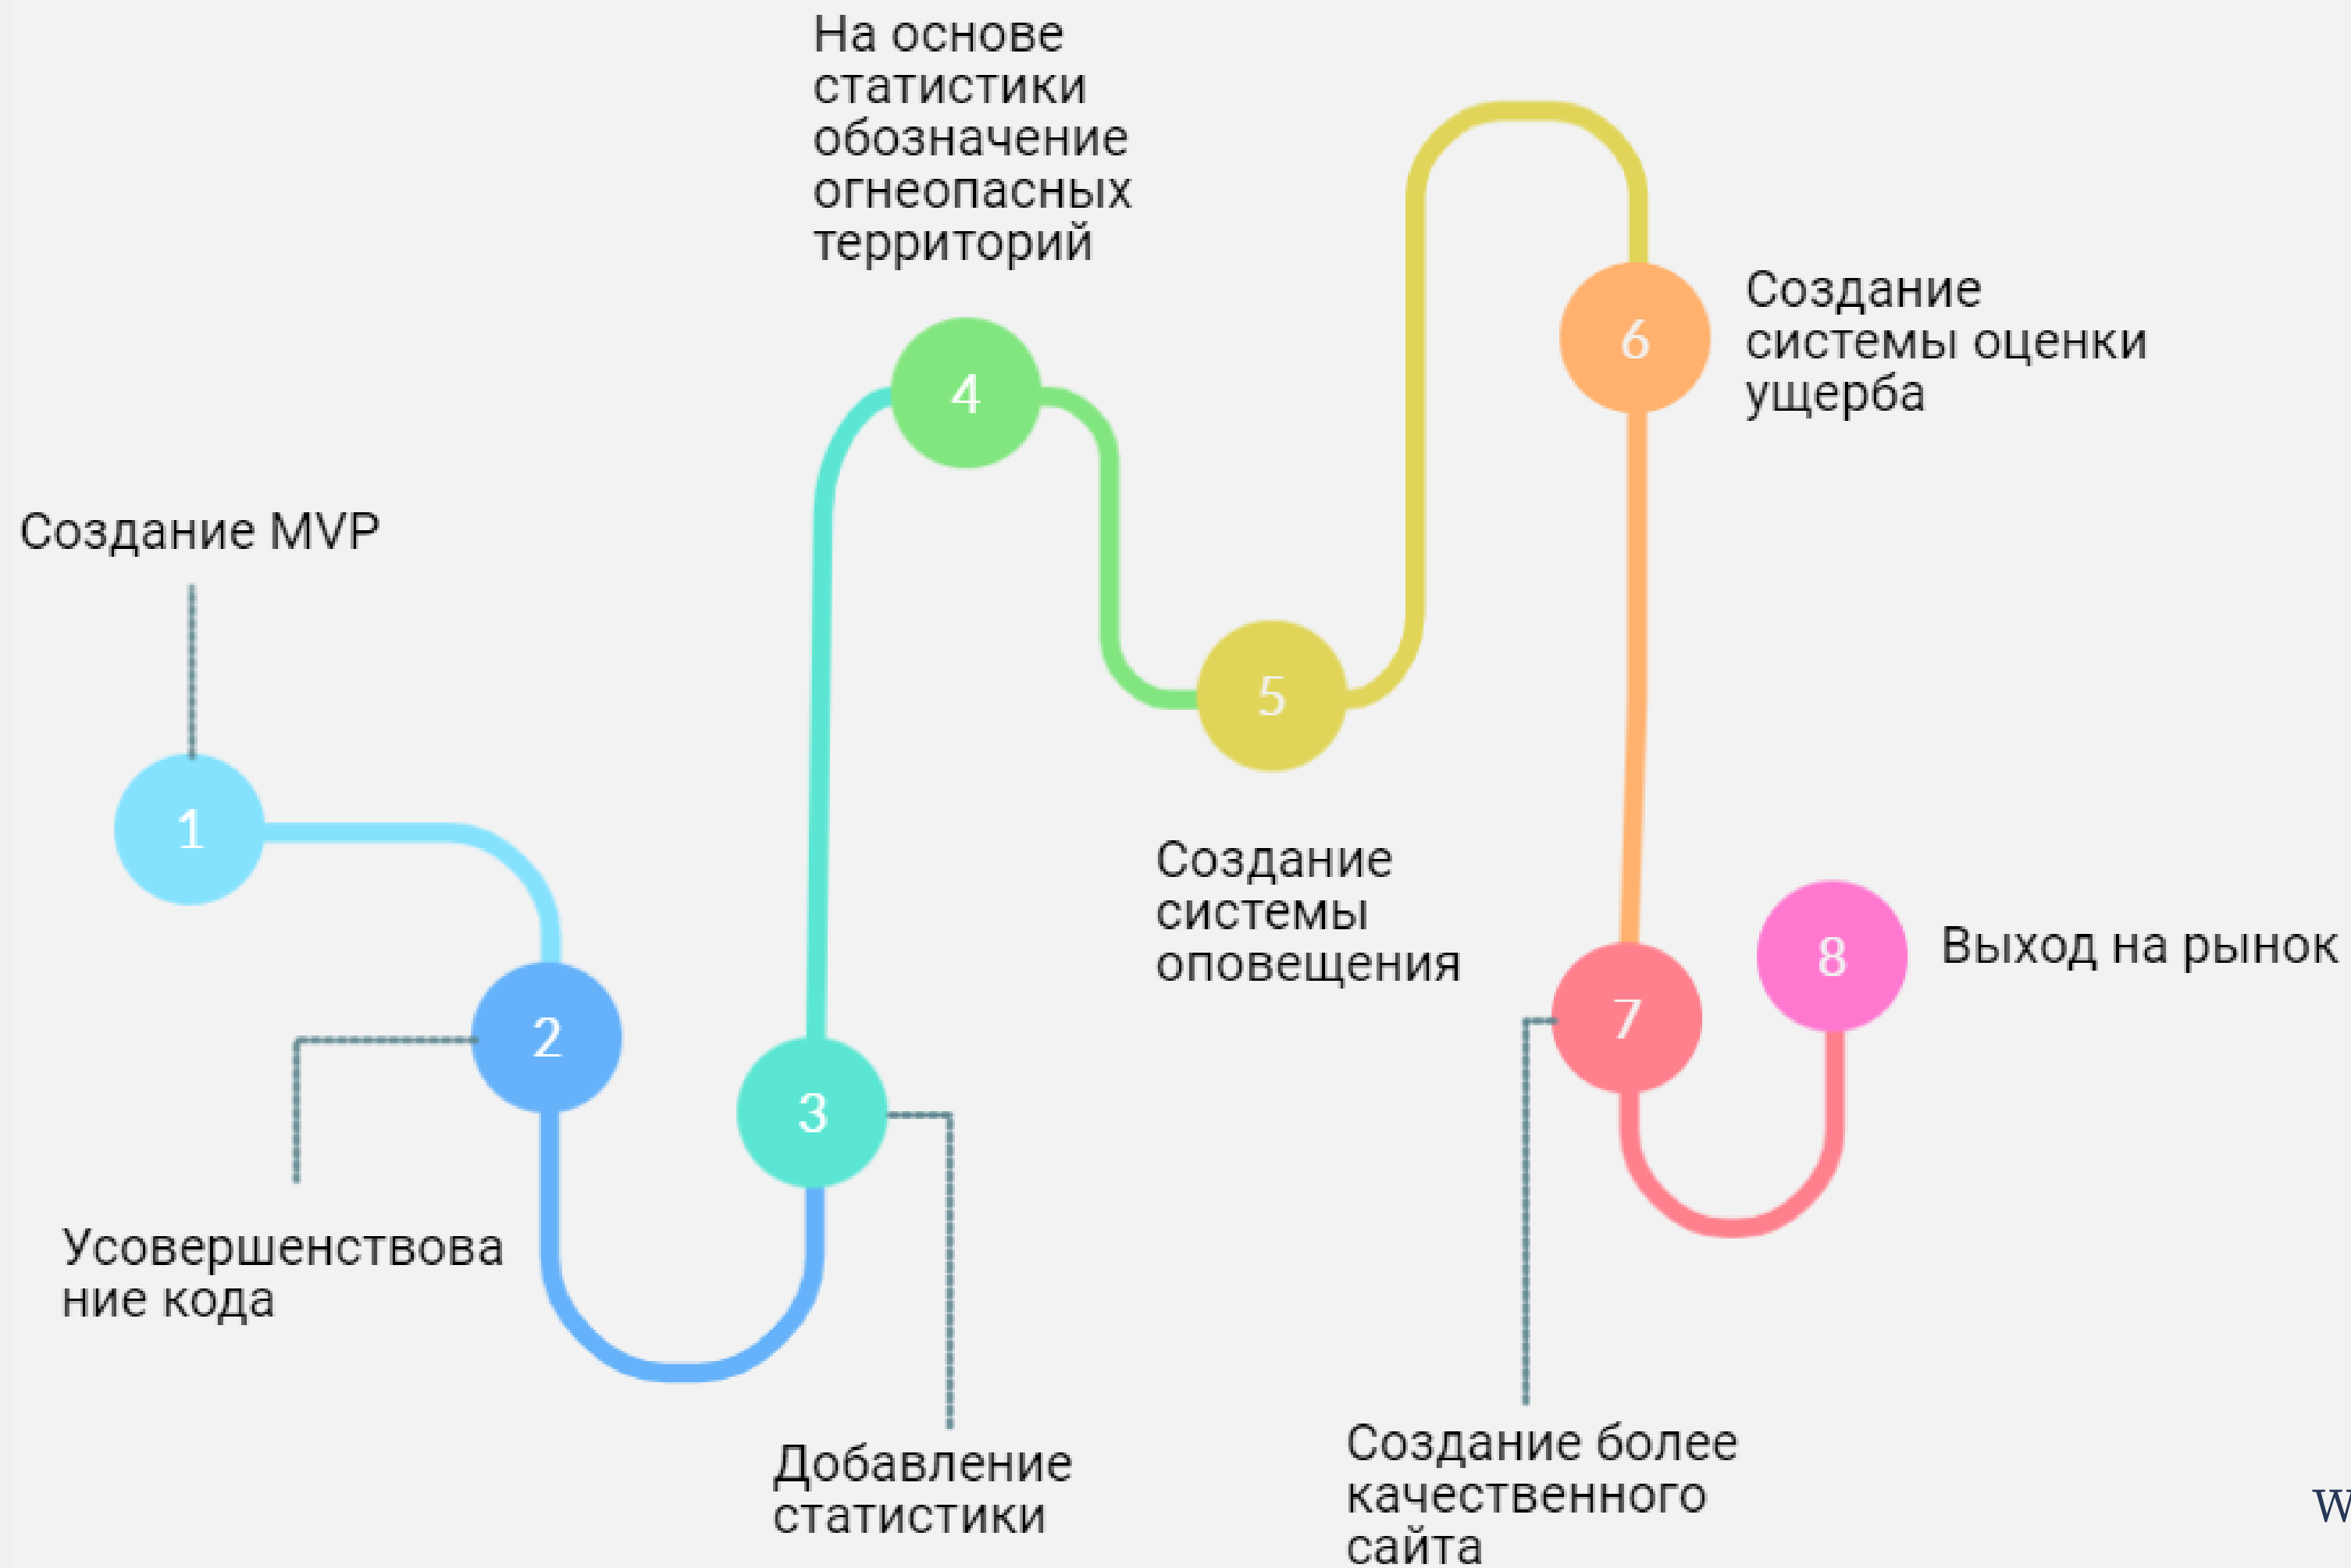 Создание MVP
1
Усовершенствова
ние кода
2
3
Добавление
статистики
На основе
статистики
обозначение
огнеопасных
территорий
4
5
Создание
системы
оповещения
6
Создание
системы оценки
ущерба
7
Создание более
качественного
сайта
8
Выход на рынок